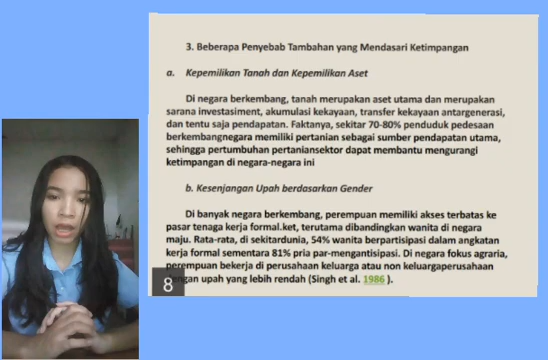 3. Beberapa Penyebab Tambahan yang Mendasari Ketimpangan
a. Kepemilikan Tanah dan Kepemilikan Aset
Di negara berkembang, tanah merupakan aset utama dan merupakan
sarana investasiment, akumulasi kekayaan, transfer kekayaan antargenerasi,
dan tentu saja pendapatan. Faktanya, sekitar 70-80% penduduk pedesaan
berkembangnegara memiliki pertanian sebagai sumber pendapatan utama,
sehingga pertumbuhan pertaniansektor dapat membantu mengurangi
ketimpangan di negara-negara ini
b. Kesenjangan Upah berdasarkan Gender
Di banyak negara berkembang, perempuan memiliki akses terbatas ke
pasar tenaga kerja formal.ket, terutama dibandingkan wanita di negara
maju. Rata-rata, di sekitardunia, 54% wanita berpartisipasi dalam angkatan
kerja formal sementara 81% pria par-mengantisipasi. Di negara fokus agraria,
perempuan bekerja di perusahaan keluarga atau non keluargaperusahaan
dengan upah yang lebih rendah (Singh et al. 1986 ).
8